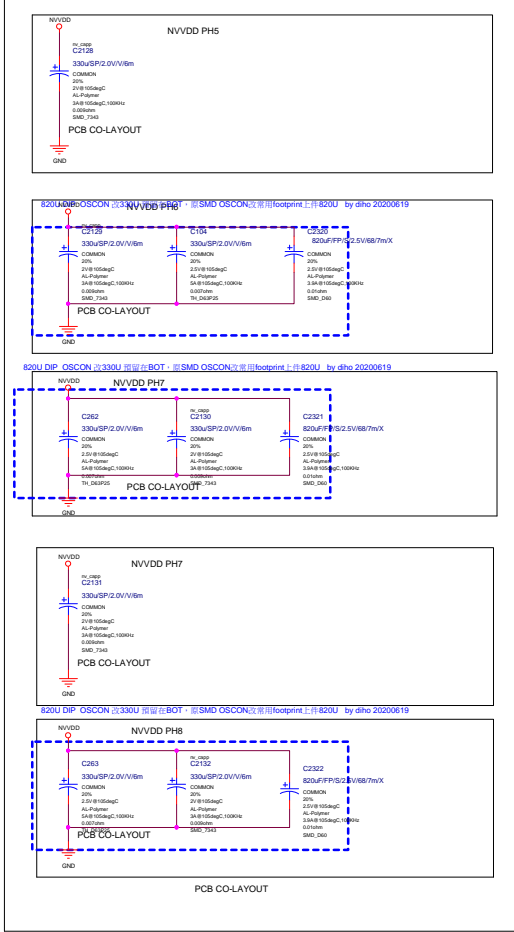 NVVDD
NVVDD PH5
nv_capp
C2128
330u/SP/2.0V/V/6m
COMMON
20%
2V@105degC
AL-Polymer
3A@105degC,100KHz
0.009ohm
SMD_7343
PCB CO-LAYOUT
GND
820U DIP OSCON 改330U 預留在BOT，原SMD OSCON改常用footprint上件820U by diho 20200619
NVVDD
NVVDD PH6
nv_capp
C2129
330u/SP/2.0V/V/6m
COMMON
20%
2V@105degC
AL-Polymer
3A@105degC,100KHz
0.009ohm
SMD_7343
C104
330u/SP/2.0V/V/6m
COMMON
20%
2.5V@105degC
AL-Polymer
5A@105degC,100KHz
0.007ohm
TH_D63P25
C2320
820uF/FP/S/2.5V/68/7m/X
COMMON
20%
2.5V@105degC
AL-Polymer
3.9A@105degC,100KHz
0.01ohm
SMD_D60
PCB CO-LAYOUT
GND
820U DIP OSCON 改330U 預留在BOT，原SMD OSCON改常用footprint上件820U by diho 20200619
NVVDD
NVVDD PH7
C262
330u/SP/2.0V/V/6m
COMMON
20%
2.5V@105degC
AL-Polymer
5A@105degC,100KHz
0.007ohm
TH_D63P25
nv_capp
C2130
330u/SP/2.0V/V/6m
COMMON
20%
2V@105degC
AL-Polymer
3A@105degC,100KHz
0.009ohm
SMD_7343
C2321
820uF/FP/S/2.5V/68/7m/X
COMMON
20%
2.5V@105degC
AL-Polymer
3.9A@105degC,100KHz
0.01ohm
SMD_D60
PCB CO-LAYOUT
GND
NVVDD
NVVDD PH7
nv_capp
C2131
330u/SP/2.0V/V/6m
COMMON
20%
2V@105degC
AL-Polymer
3A@105degC,100KHz
0.009ohm
SMD_7343
PCB CO-LAYOUT
GND
820U DIP OSCON 改330U 預留在BOT，原SMD OSCON改常用footprint上件820U by diho 20200619
NVVDD
NVVDD PH8
C263
330u/SP/2.0V/V/6m
COMMON
20%
2.5V@105degC
AL-Polymer
5A@105degC,100KHz
0.007ohm
TH_D63P25
nv_capp
C2132
330u/SP/2.0V/V/6m
COMMON
20%
2V@105degC
AL-Polymer
3A@105degC,100KHz
0.009ohm
SMD_7343
C2322
820uF/FP/S/2.5V/68/7m/X
COMMON
20%
2.5V@105degC
AL-Polymer
3.9A@105degC,100KHz
0.01ohm
SMD_D60
PCB CO-LAYOUT
GND
PCB CO-LAYOUT